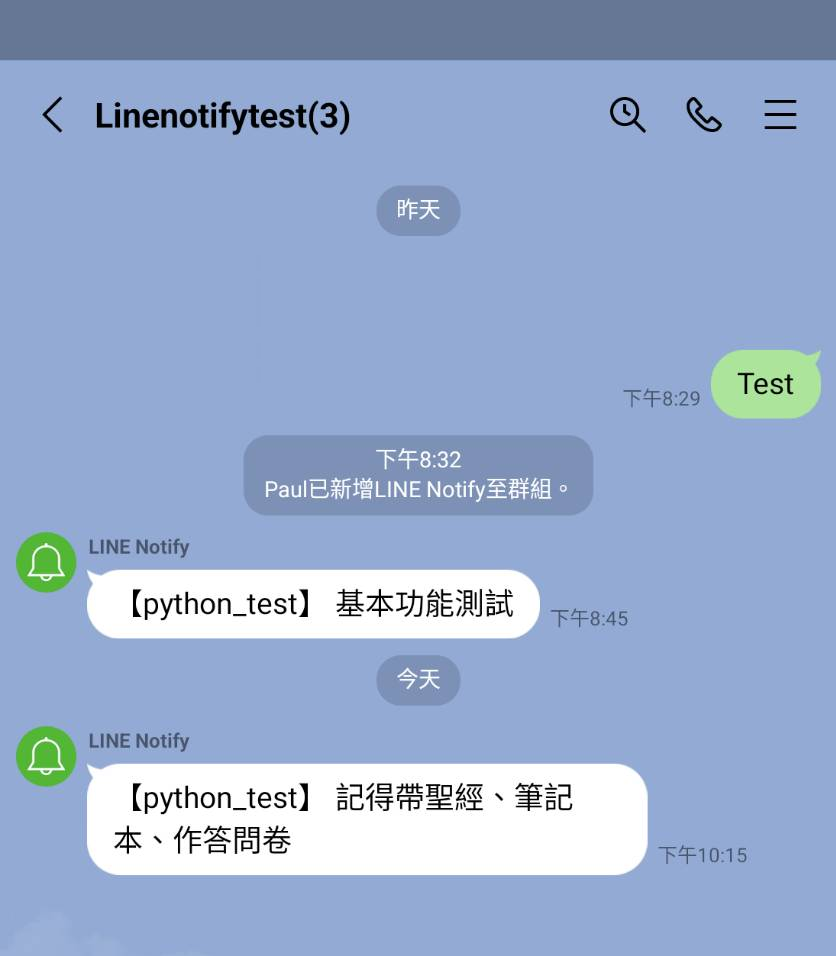 Linenotifytest(3)
昨天
Test
下午8:29
下午8:32
Paul已新增LINE Notify至群組。
LINE Notify
【python_test】 基本功能測試
下午8:45
今天
LINE Notify
【python_test】 記得帶聖經、筆記
本、作答問卷
下午10:15